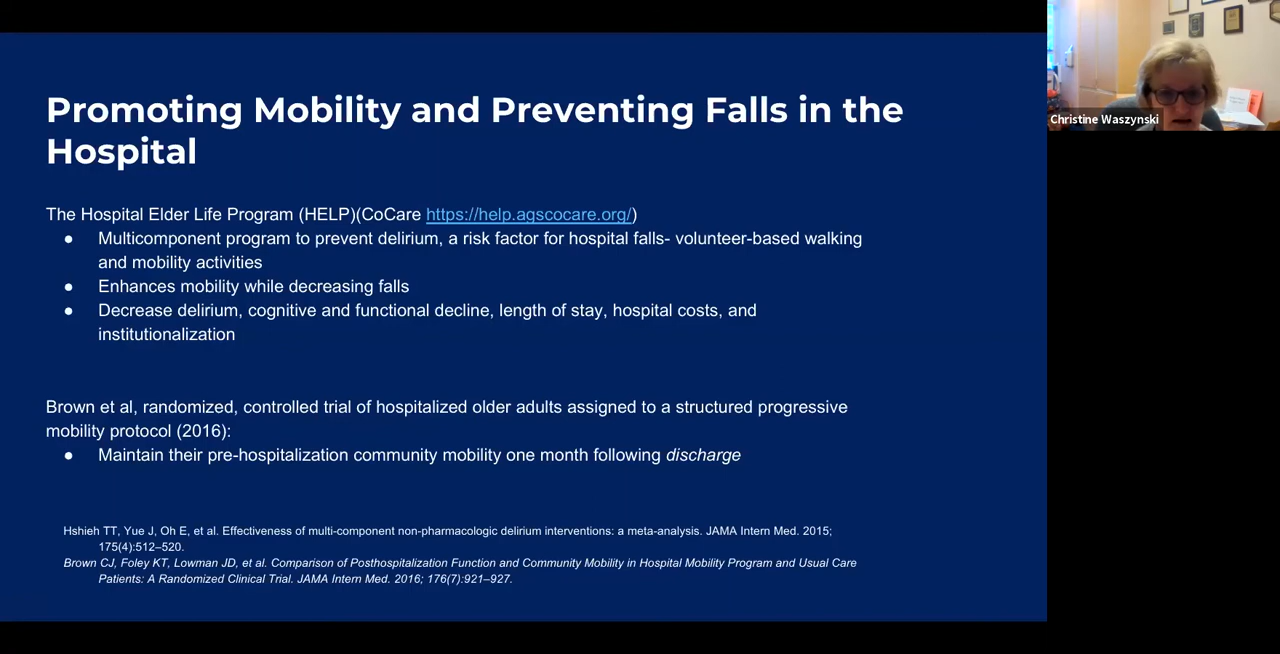 Promoting Mobility and Preventing Falls in the
Hospital
The Hospital Elder Life Program (HELP)(CoCare https://help.agscocare.org/)
● Multicomponent program to prevent delirium, a risk factor for hospital falls- volunteer-based walking
and mobility activities
● Enhances mobility while decreasing falls
● Decrease delirium, cognitive and functional decline, length of stay, hospital costs, and
institutionalization
Brown et al, randomized, controlled trial of hospitalized older adults assigned to a structured progressive
mobility protocol (2016):
● Maintain their pre-hospitalization community mobility one month following discharge
Hshieh TT, Yue J, Oh E, et al. Effectiveness of multi-component non-pharmacologic delirium interventions: a meta-analysis. JAMA Intern Med. 2015;
175(4):512–520.
Brown CJ, Foley KT, Lowman JD, et al. Comparison of Posthospitalization Function and Community Mobility in Hospital Mobility Program and Usual Care
Patients: A Randomized Clinical Trial. JAMA Intern Med. 2016; 176(7):921–927.
Christine Waszynski